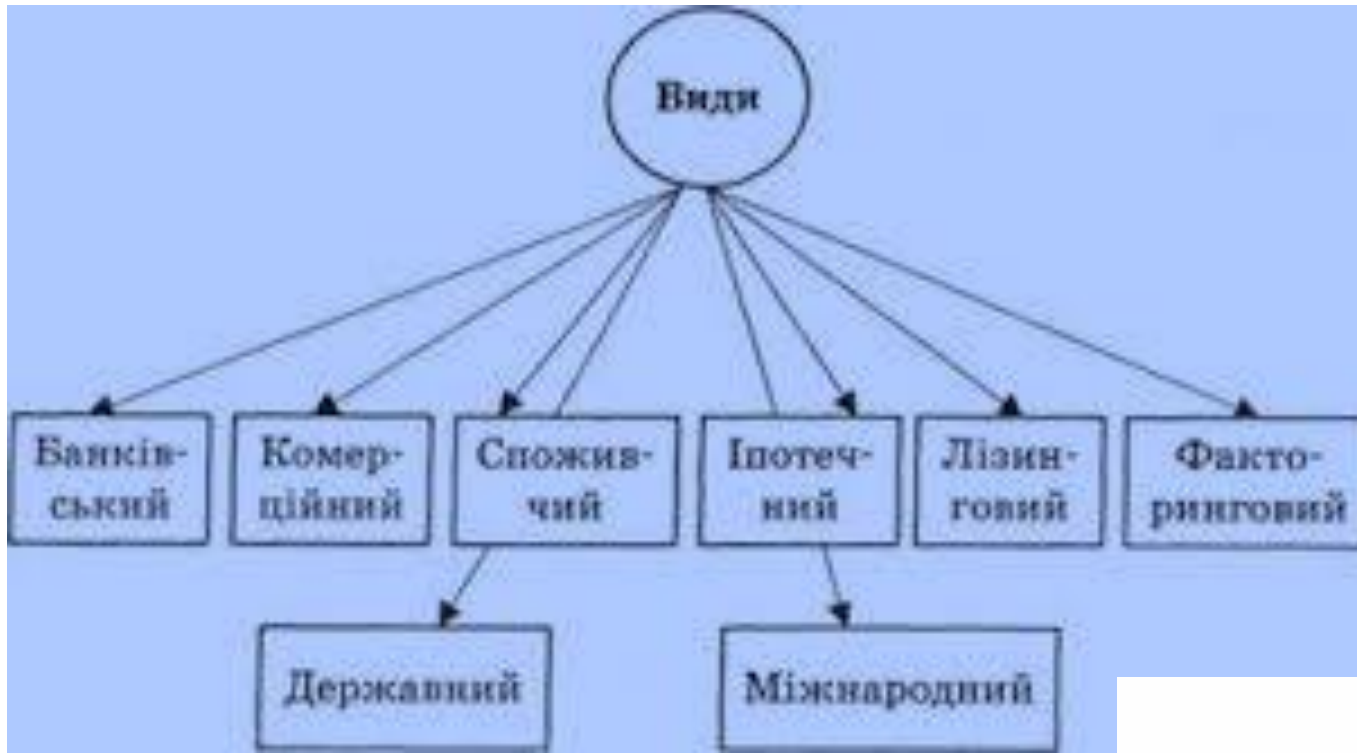 Види
Банків-
ський
Комер-
ційний
Спожив-
чий
Іпотеч-
ний
Лізин-
говий
Факто-
ринговий
Державний
Міжнародний